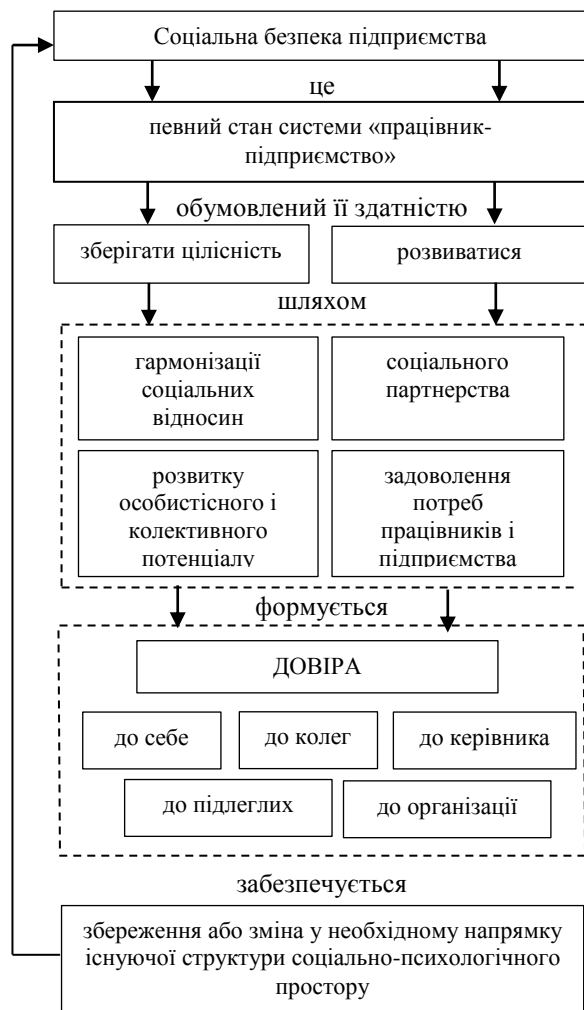 Соціальна безпека підприємства
це
певний стан системи «працівник-
підприємство»
обумовлений її здатністю
зберігати цілісність
розвиватися
шляхом
гармонізації
соціальних
відносин
соціального
партнерства
розвитку
особистісного і
колективного
потенціалу
задоволення
потреб
працівників і
підприємства
формується
ДОВІРА
до себе
до колег
до керівника
до підлеглих
до організації
забезпечується
збереження або зміна у необхідному напрямку
існуючої структури соціально-психологічного
простору